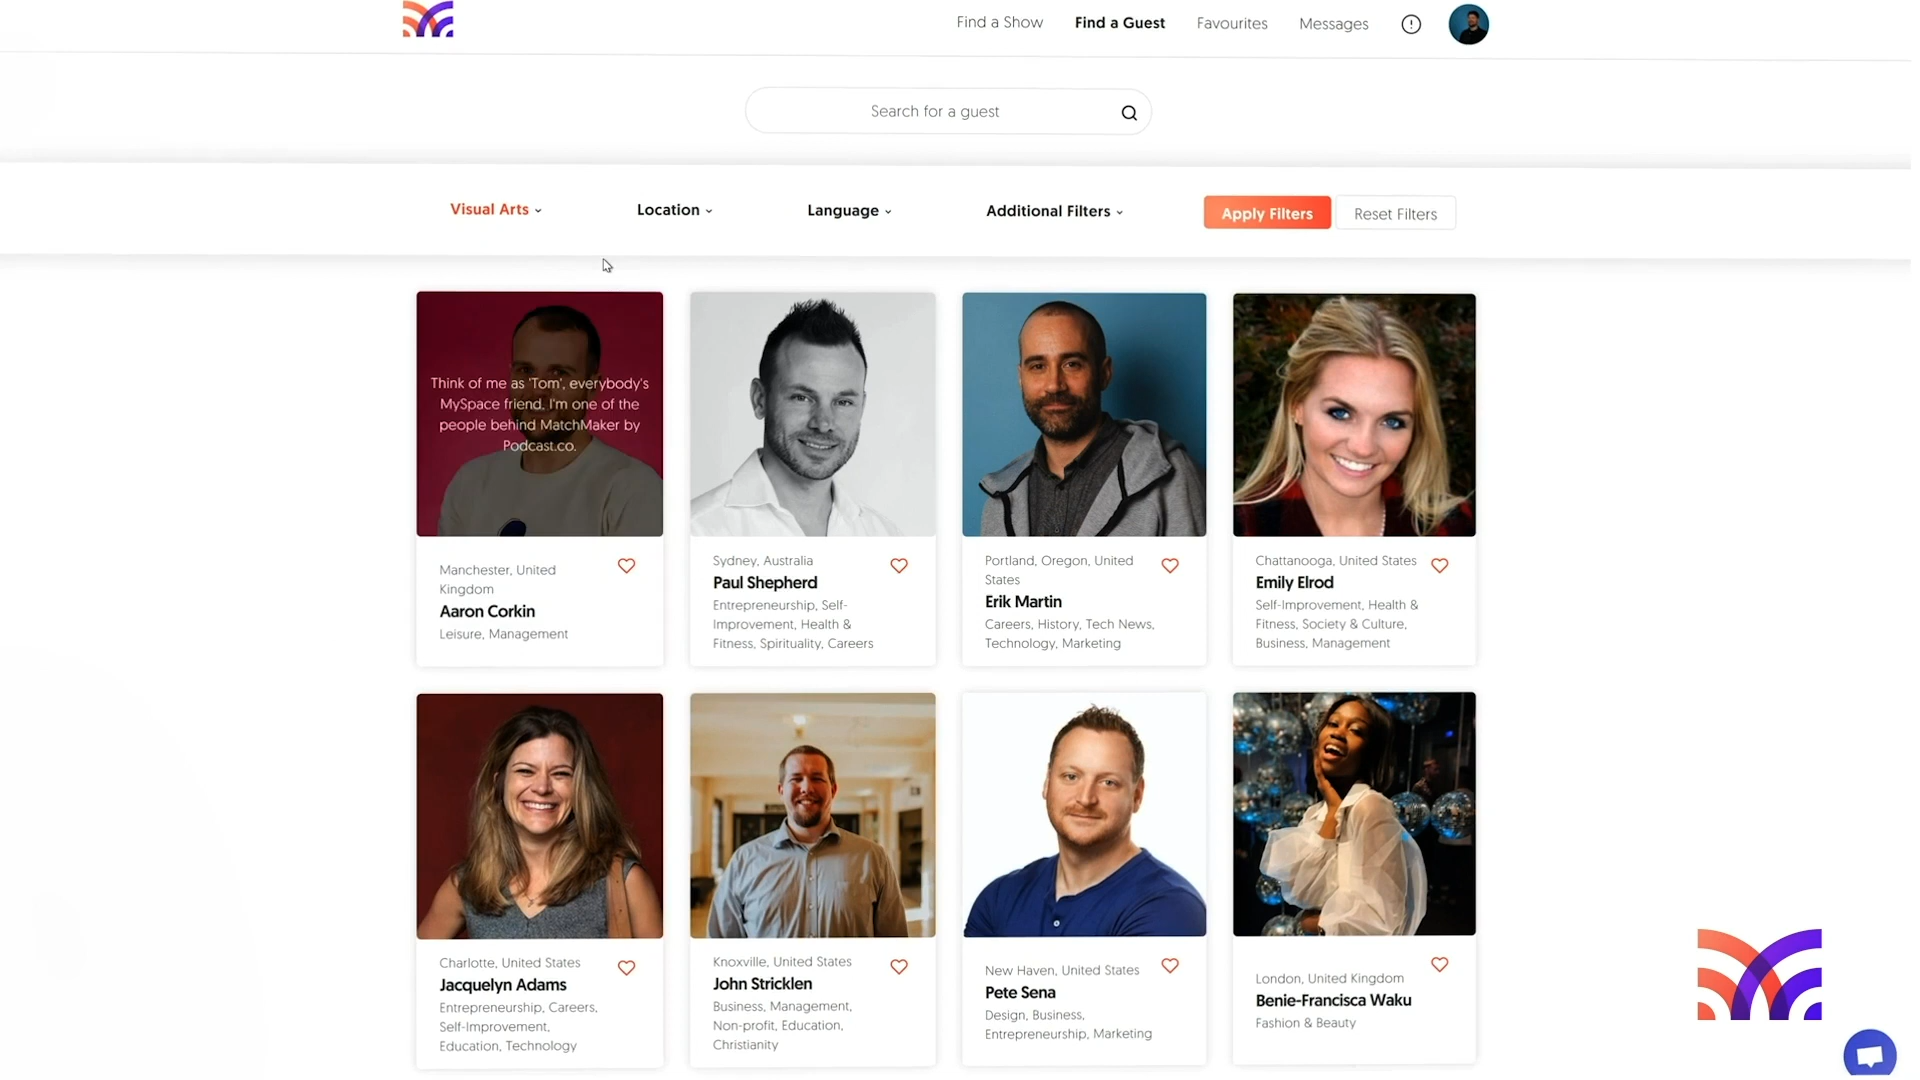 Find a Show
Find a Guest
Favourites
Messages
Search for a guest
Visual Arts
Location
Language
Additional Filters
Apply Filters
Reset Filters
Think of me as 'Tom', everybody's
MySpace friend. I'm one of the
people behind MatchMaker by
Podcast.co.
Manchester, United
Kingdom
Aaron Corkin
Leisure, Management
Sydney, Australia
Paul Shepherd
Entrepreneurship, Self-
Improvement, Health &
Fitness, Spirituality, Careers
Portland, Oregon, United
States
Erik Martin
Careers, History, Tech News,
Technology, Marketing
Chattanooga, United States
Emily Elrod
Self-Improvement, Health &
Fitness, Society & Culture,
Business, Management
Charlotte, United States
Jacquelyn Adams
Entrepreneurship, Careers,
Self-Improvement,
Education, Technology
Knoxville, United States
John Stricklen
Business, Management,
Non-profit, Education,
Christianity
New Haven, United States
Pete Sena
Design, Business,
Entrepreneurship, Marketing
London, United Kingdom
Benie-Francisca Waku
Fashion & Beauty